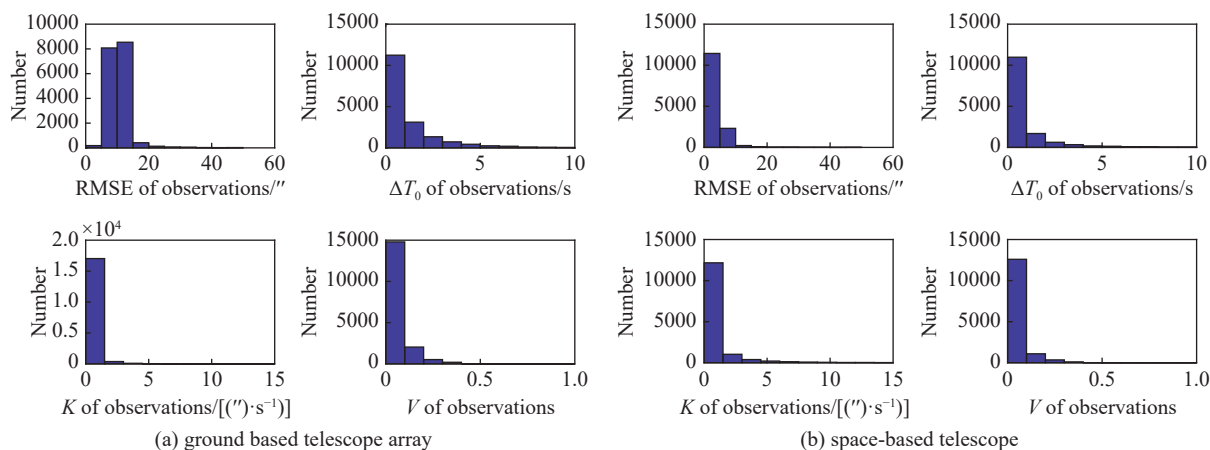 10000
8000
6000
4000
2000
0
Number
0 20 40 60
RMSE of observations/″
15000
10000
5000
0
Number
0 5 10
ΔT₀ of observations/s
15000
10000
5000
0
Number
0 20 40 60
RMSE of observations/″
15000
10000
5000
0
Number
0 5 10
ΔT₀ of observations/s
×10⁴
2.0
1.5
1.0
0.5
0
Number
0 5 10 15
K of observations/[(″)·s⁻¹)]
15000
10000
5000
0
Number
0 0.5 1.0
V of observations
15000
10000
5000
0
Number
0 5 10 15
K of observations/[(″)·s⁻¹)]
15000
10000
5000
0
Number
0 0.5 1.0
V of observations
(a) ground based telescope array
(b) space-based telescope